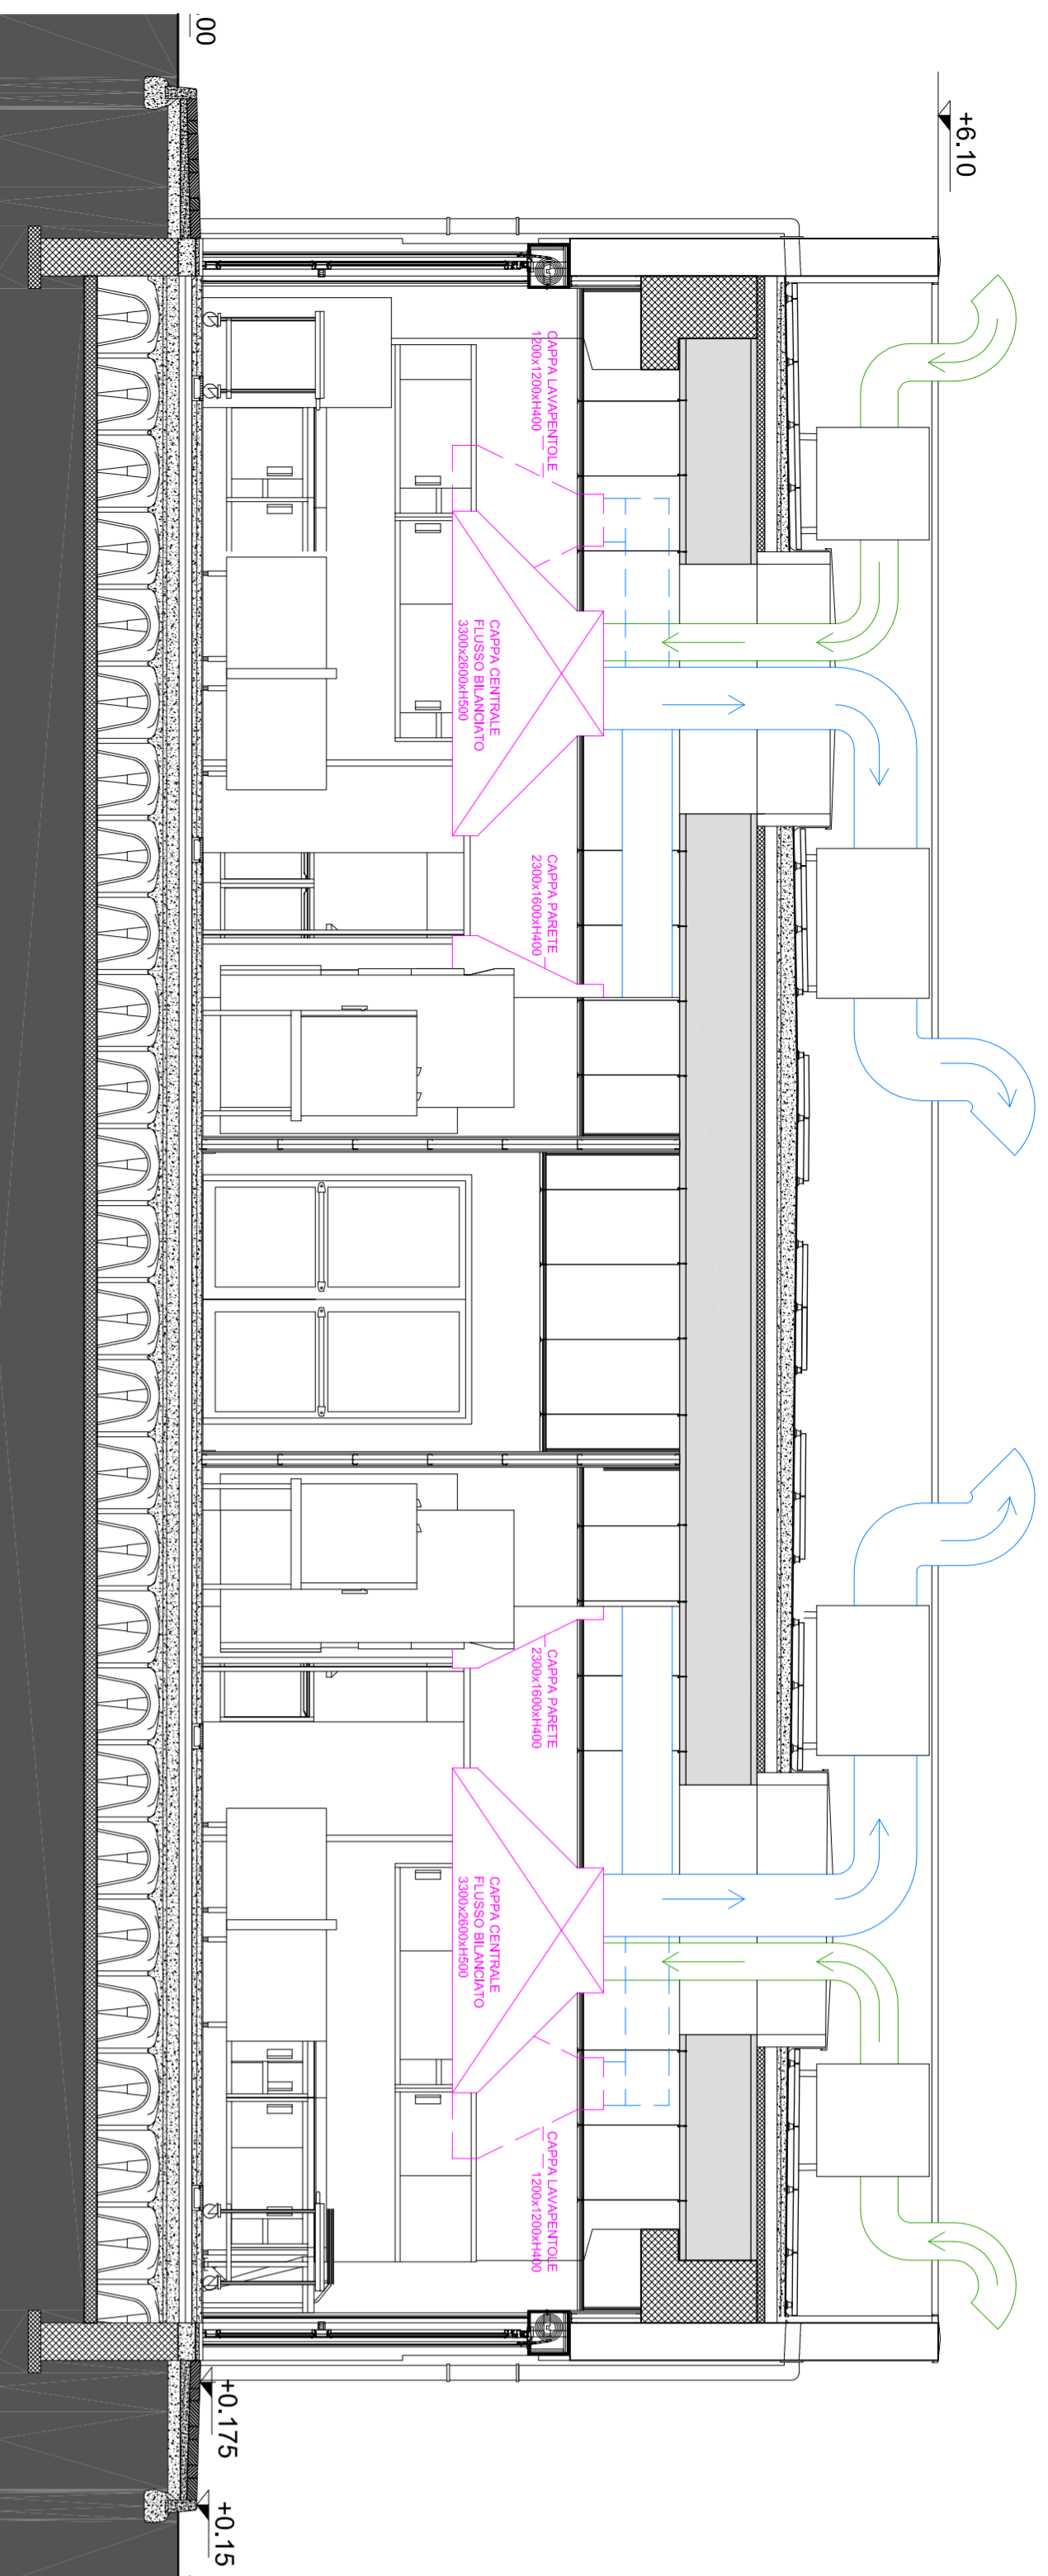 +6.10
.00
CAPPA LAVAPENTOLE
1200x1200xH400
CAPPA CENTRALE
FLUSSO BILANCIATO
3300x2600xH500
CAPPA PARETE
2300x1600xH400
CAPPA PARETE
2300x1600xH400
CAPPA CENTRALE
FLUSSO BILANCIATO
3300x2600xH500
CAPPA LAVAPENTOLE
1200x1200xH400
+0.175
+0.15